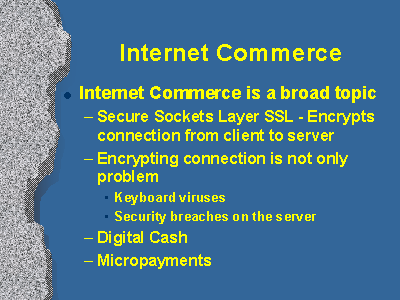 Internet Commerce
• Internet Commerce is a broad topic
– Secure Sockets Layer SSL - Encrypts
connection from client to server
– Encrypting connection is not only
problem
• Keyboard viruses
• Security breaches on the server
– Digital Cash
– Micropayments